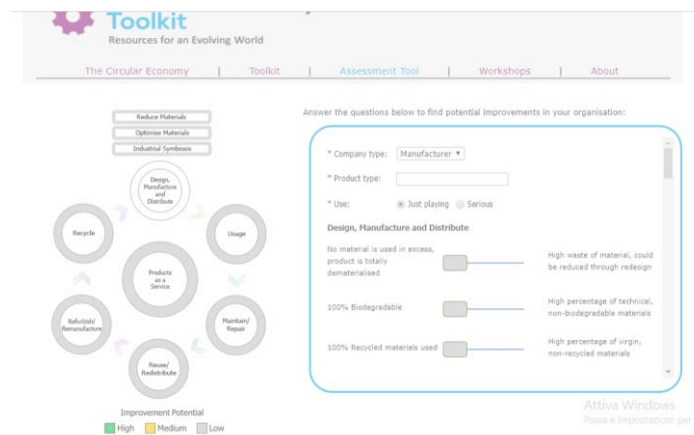 Toolkit
Resources for an Evolving World
The Circular Economy | Toolkit | Assessment Tool | Workshops | About
Reduce Materials
Optimise Materials
Industrial Symbiosis
Design,
Manufacture
and
Distribute
Recycle
Usage
Products
as a
Service
Refurbish/
Remanufacture
Maintain/
Repair
Reuse/
Redistribute
Improvement Potential
High Medium Low
Answer the questions below to find potential improvements in your organisation:
* Company type: Manufacturer
* Product type:
* Use: Just playing Serious
Design, Manufacture and Distribute
No material is used in excess,
product is totally
dematerialised
High waste of material, could
be reduced through redesign
100% Biodegradable
High percentage of technical,
non-biodegradable materials
100% Recycled materials used
High percentage of virgin,
non-recycled materials
Attiva Windows
Passa a Impostazioni per